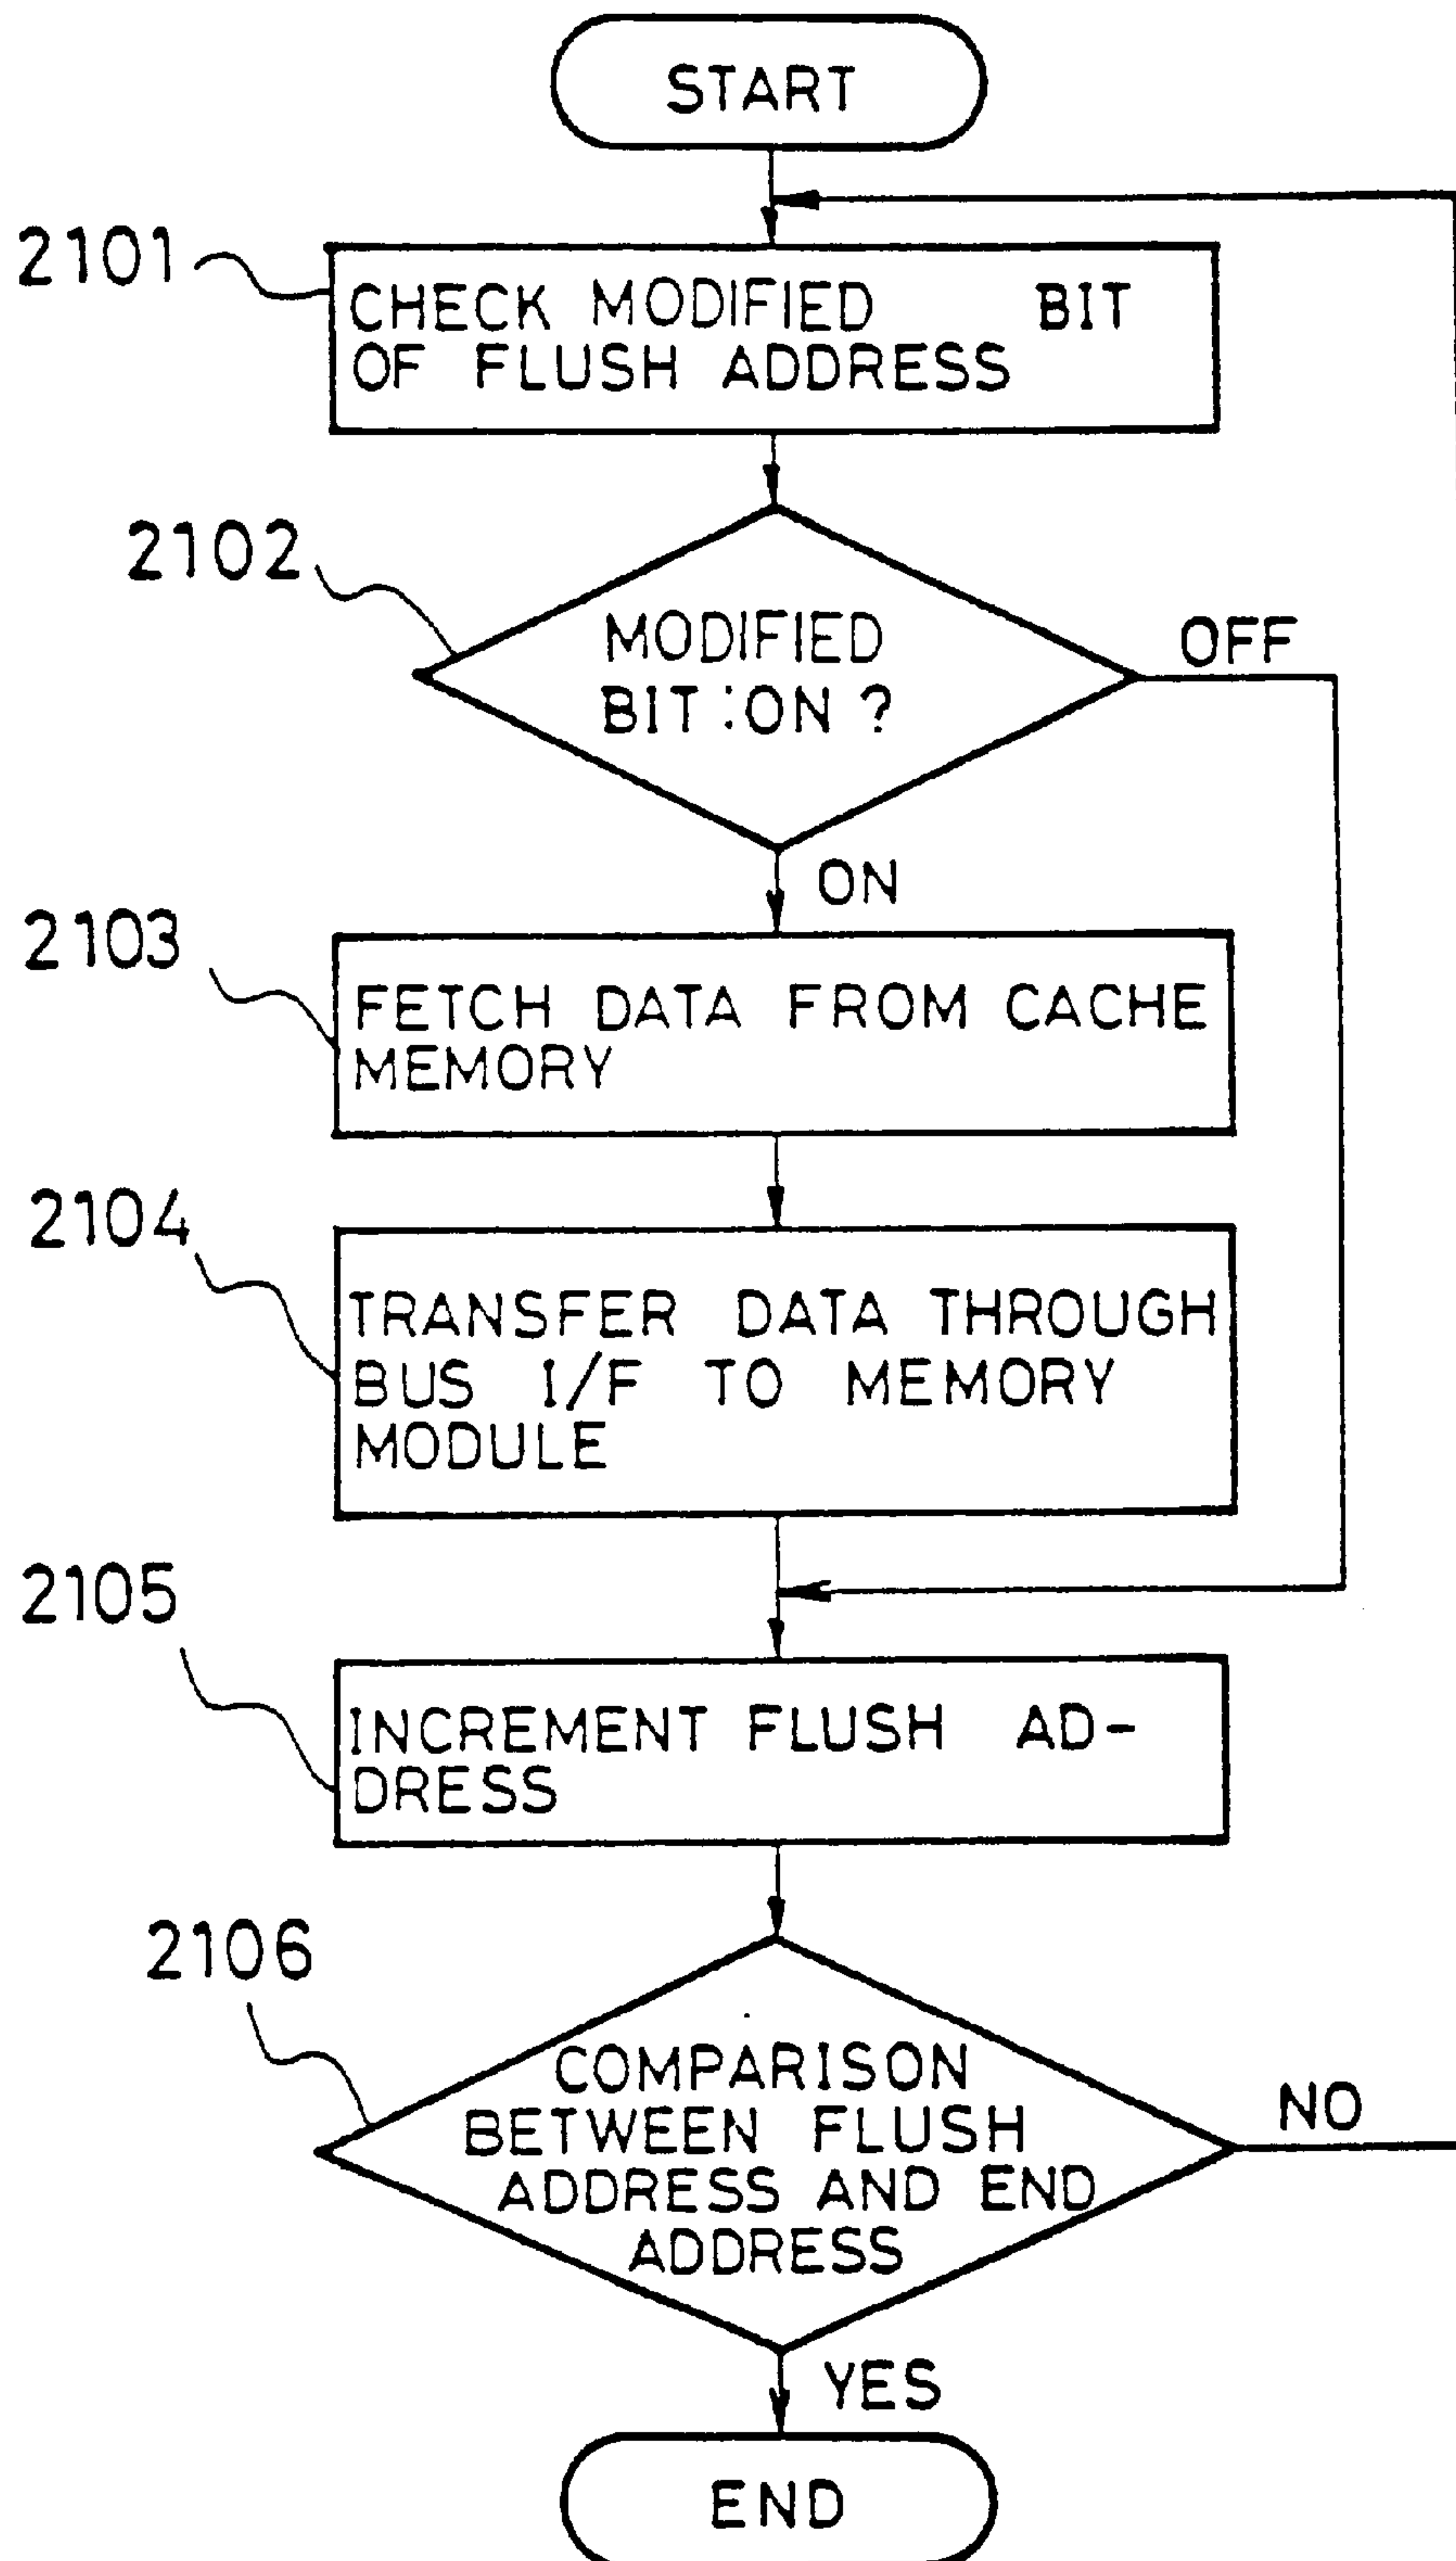 START
2101
CHECK MODIFIED BIT
OF FLUSH ADDRESS
2102
MODIFIED
BIT:ON?
OFF
ON
2103
FETCH DATA FROM CACHE
MEMORY
2104
TRANSFER DATA THROUGH
BUS I/F TO MEMORY
MODULE
2105
INCREMENT FLUSH AD-
DRESS
2106
COMPARISON
BETWEEN FLUSH
ADDRESS AND END
ADDRESS
NO
YES
END